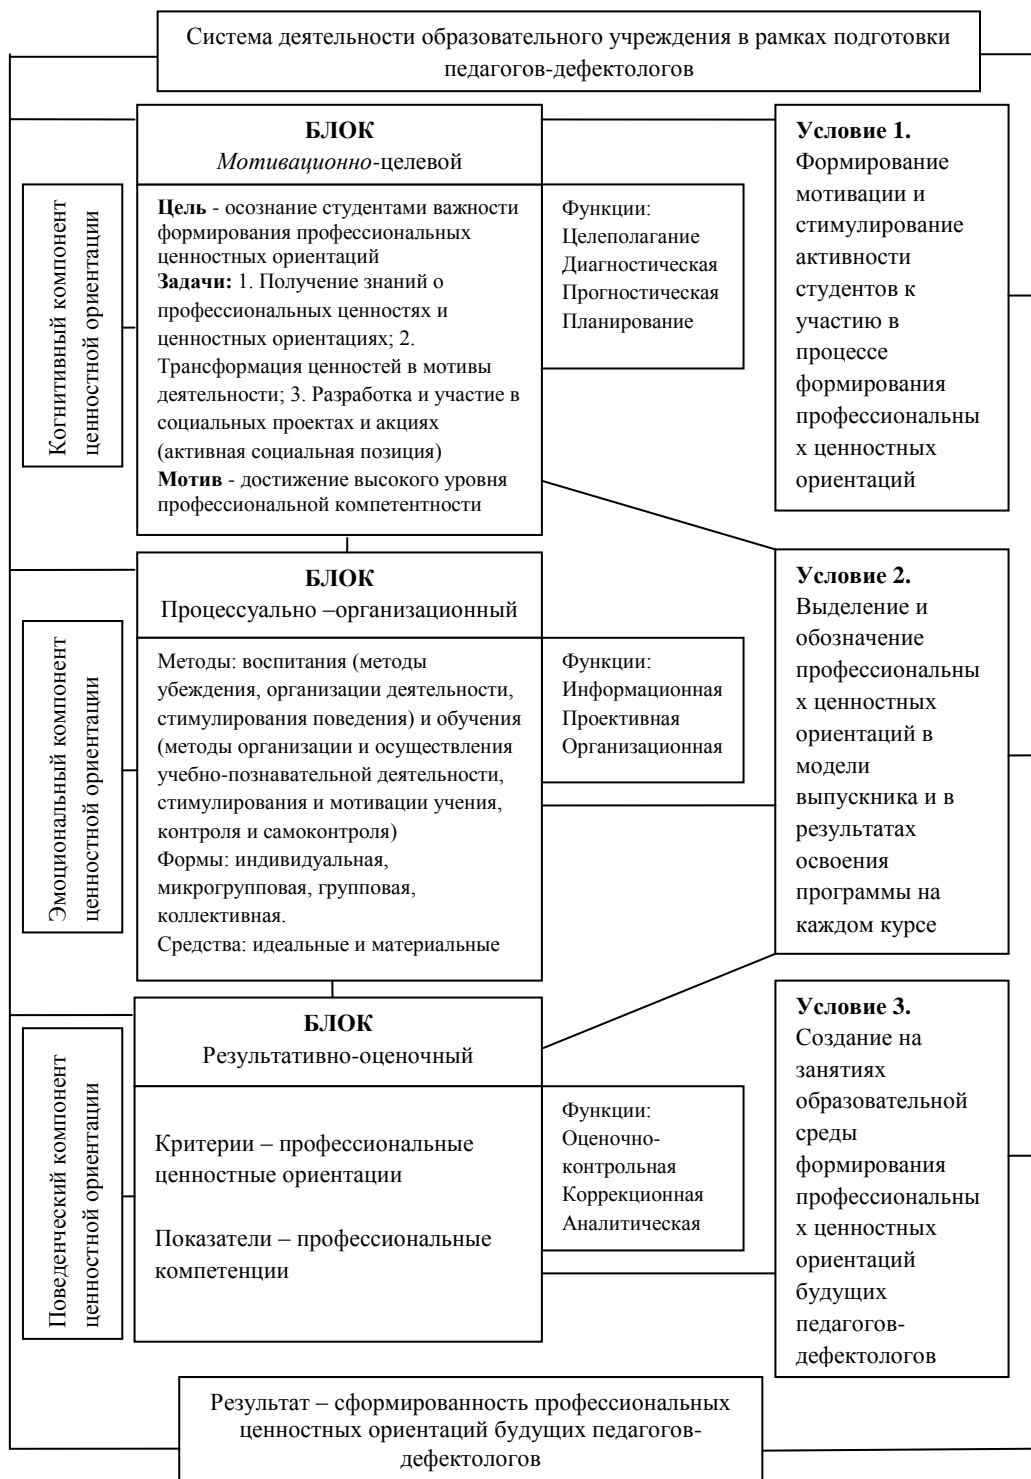 Система деятельности образовательного учреждения в рамках подготовки
педагогов-дефектологов
БЛОК
Мотивационно-целевой
Когнитивный компонент
ценностной ориентации
Цель - осознание студентами важности
формирования профессиональных
ценностных ориентаций
Задачи: 1. Получение знаний о
профессиональных ценностях и
ценностных ориентациях; 2.
Трансформация ценностей в мотивы
деятельности; 3. Разработка и участие в
социальных проектах и акциях
(активная социальная позиция)
Мотив - достижение высокого уровня
профессиональной компетентности
Функции:
Целеполагание
Диагностическая
Прогностическая
Планирование
Условие 1.
Формирование
мотивации и
стимулирование
активности
студентов к
участию в
процессе
формирования
профессиональны
х ценностных
ориентаций
БЛОК
Процессуально –организационный
Эмоциональный компонент
ценностной ориентации
Методы: воспитания (методы
убеждения, организации деятельности,
стимулирования поведения) и обучения
(методы организации и осуществления
учебно-познавательной деятельности,
стимулирования и мотивации учения,
контроля и самоконтроля)
Формы: индивидуальная,
микрогрупповая, групповая,
коллективная.
Средства: идеальные и материальные
Функции:
Информационная
Проективная
Организационная
Условие 2.
Выделение и
обозначение
профессиональны
х ценностных
ориентаций в
модели
выпускника и в
результатах
освоения
программы на
каждом курсе
БЛОК
Результативно-оценочный
Поведенческий компонент
ценностной ориентации
Критерии – профессиональные
ценностные ориентации
Показатели – профессиональные
компетенции
Функции:
Оценочно-
контрольная
Коррекционная
Аналитическая
Условие 3.
Создание на
занятиях
образовательной
среды
формирования
профессиональны
х ценностных
ориентаций
будущих
педагогов-
дефектологов
Результат – сформированность профессиональных
ценностных ориентаций будущих педагогов-
дефектологов